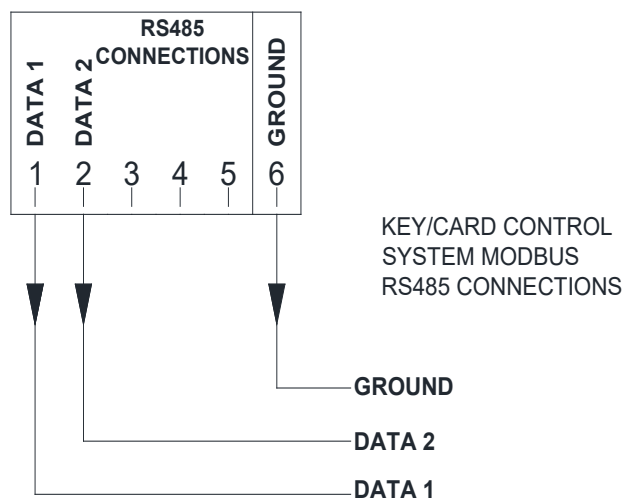 RS485
CONNECTIONS
DATA 1
DATA 2
GROUND
1 2 3 4 5 6
KEY/CARD CONTROL
SYSTEM MODBUS
RS485 CONNECTIONS
GROUND
DATA 2
DATA 1